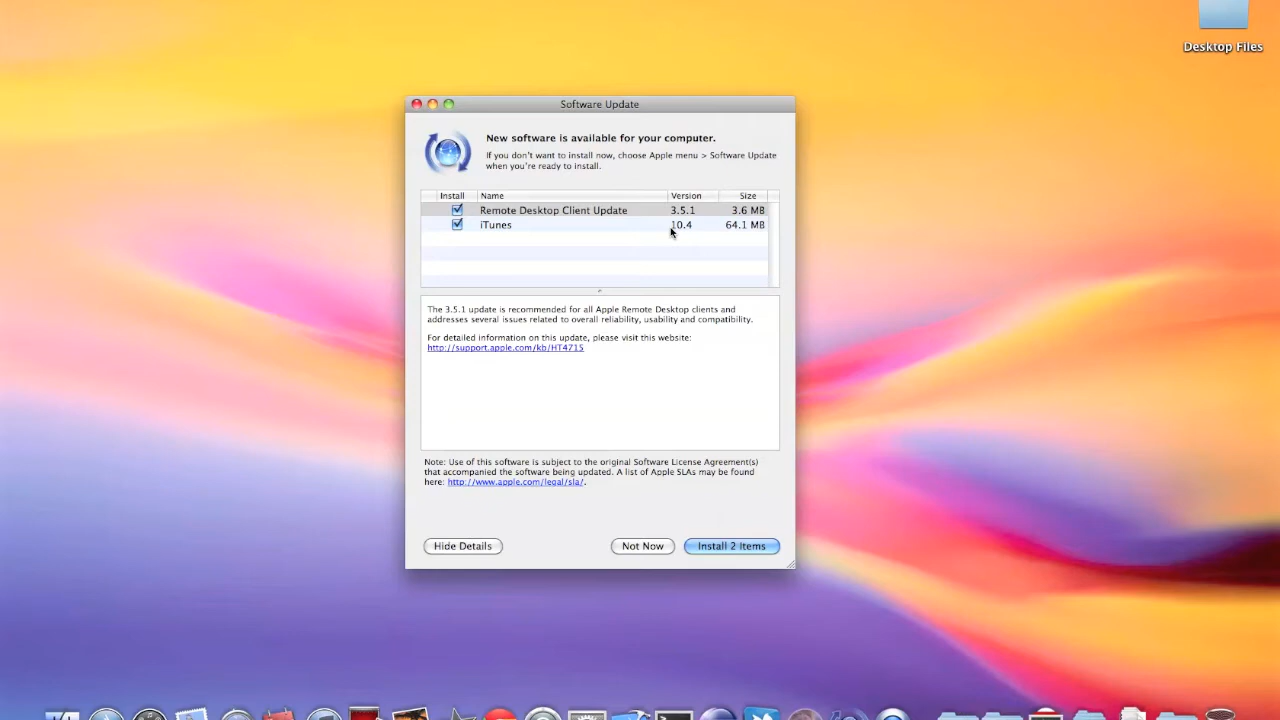 Desktop Files
Software Update
New software is available for your computer.
If you don't want to install now, choose Apple menu > Software Update
when you're ready to install.
Install Name Version Size
Remote Desktop Client Update 3.5.1 3.6 MB
iTunes 10.4 64.1 MB
The 3.5.1 update is recommended for all Apple Remote Desktop clients and
addresses several issues related to overall reliability, usability and compatibility.
For detailed information on this update, please visit this website:
http://support.apple.com/kb/HT4715
Note: Use of this software is subject to the original Software License Agreement(s)
that accompanied the software being updated. A list of Apple SLAs may be found
here: http://www.apple.com/legal/sla/.
Hide Details Not Now Install 2 Items